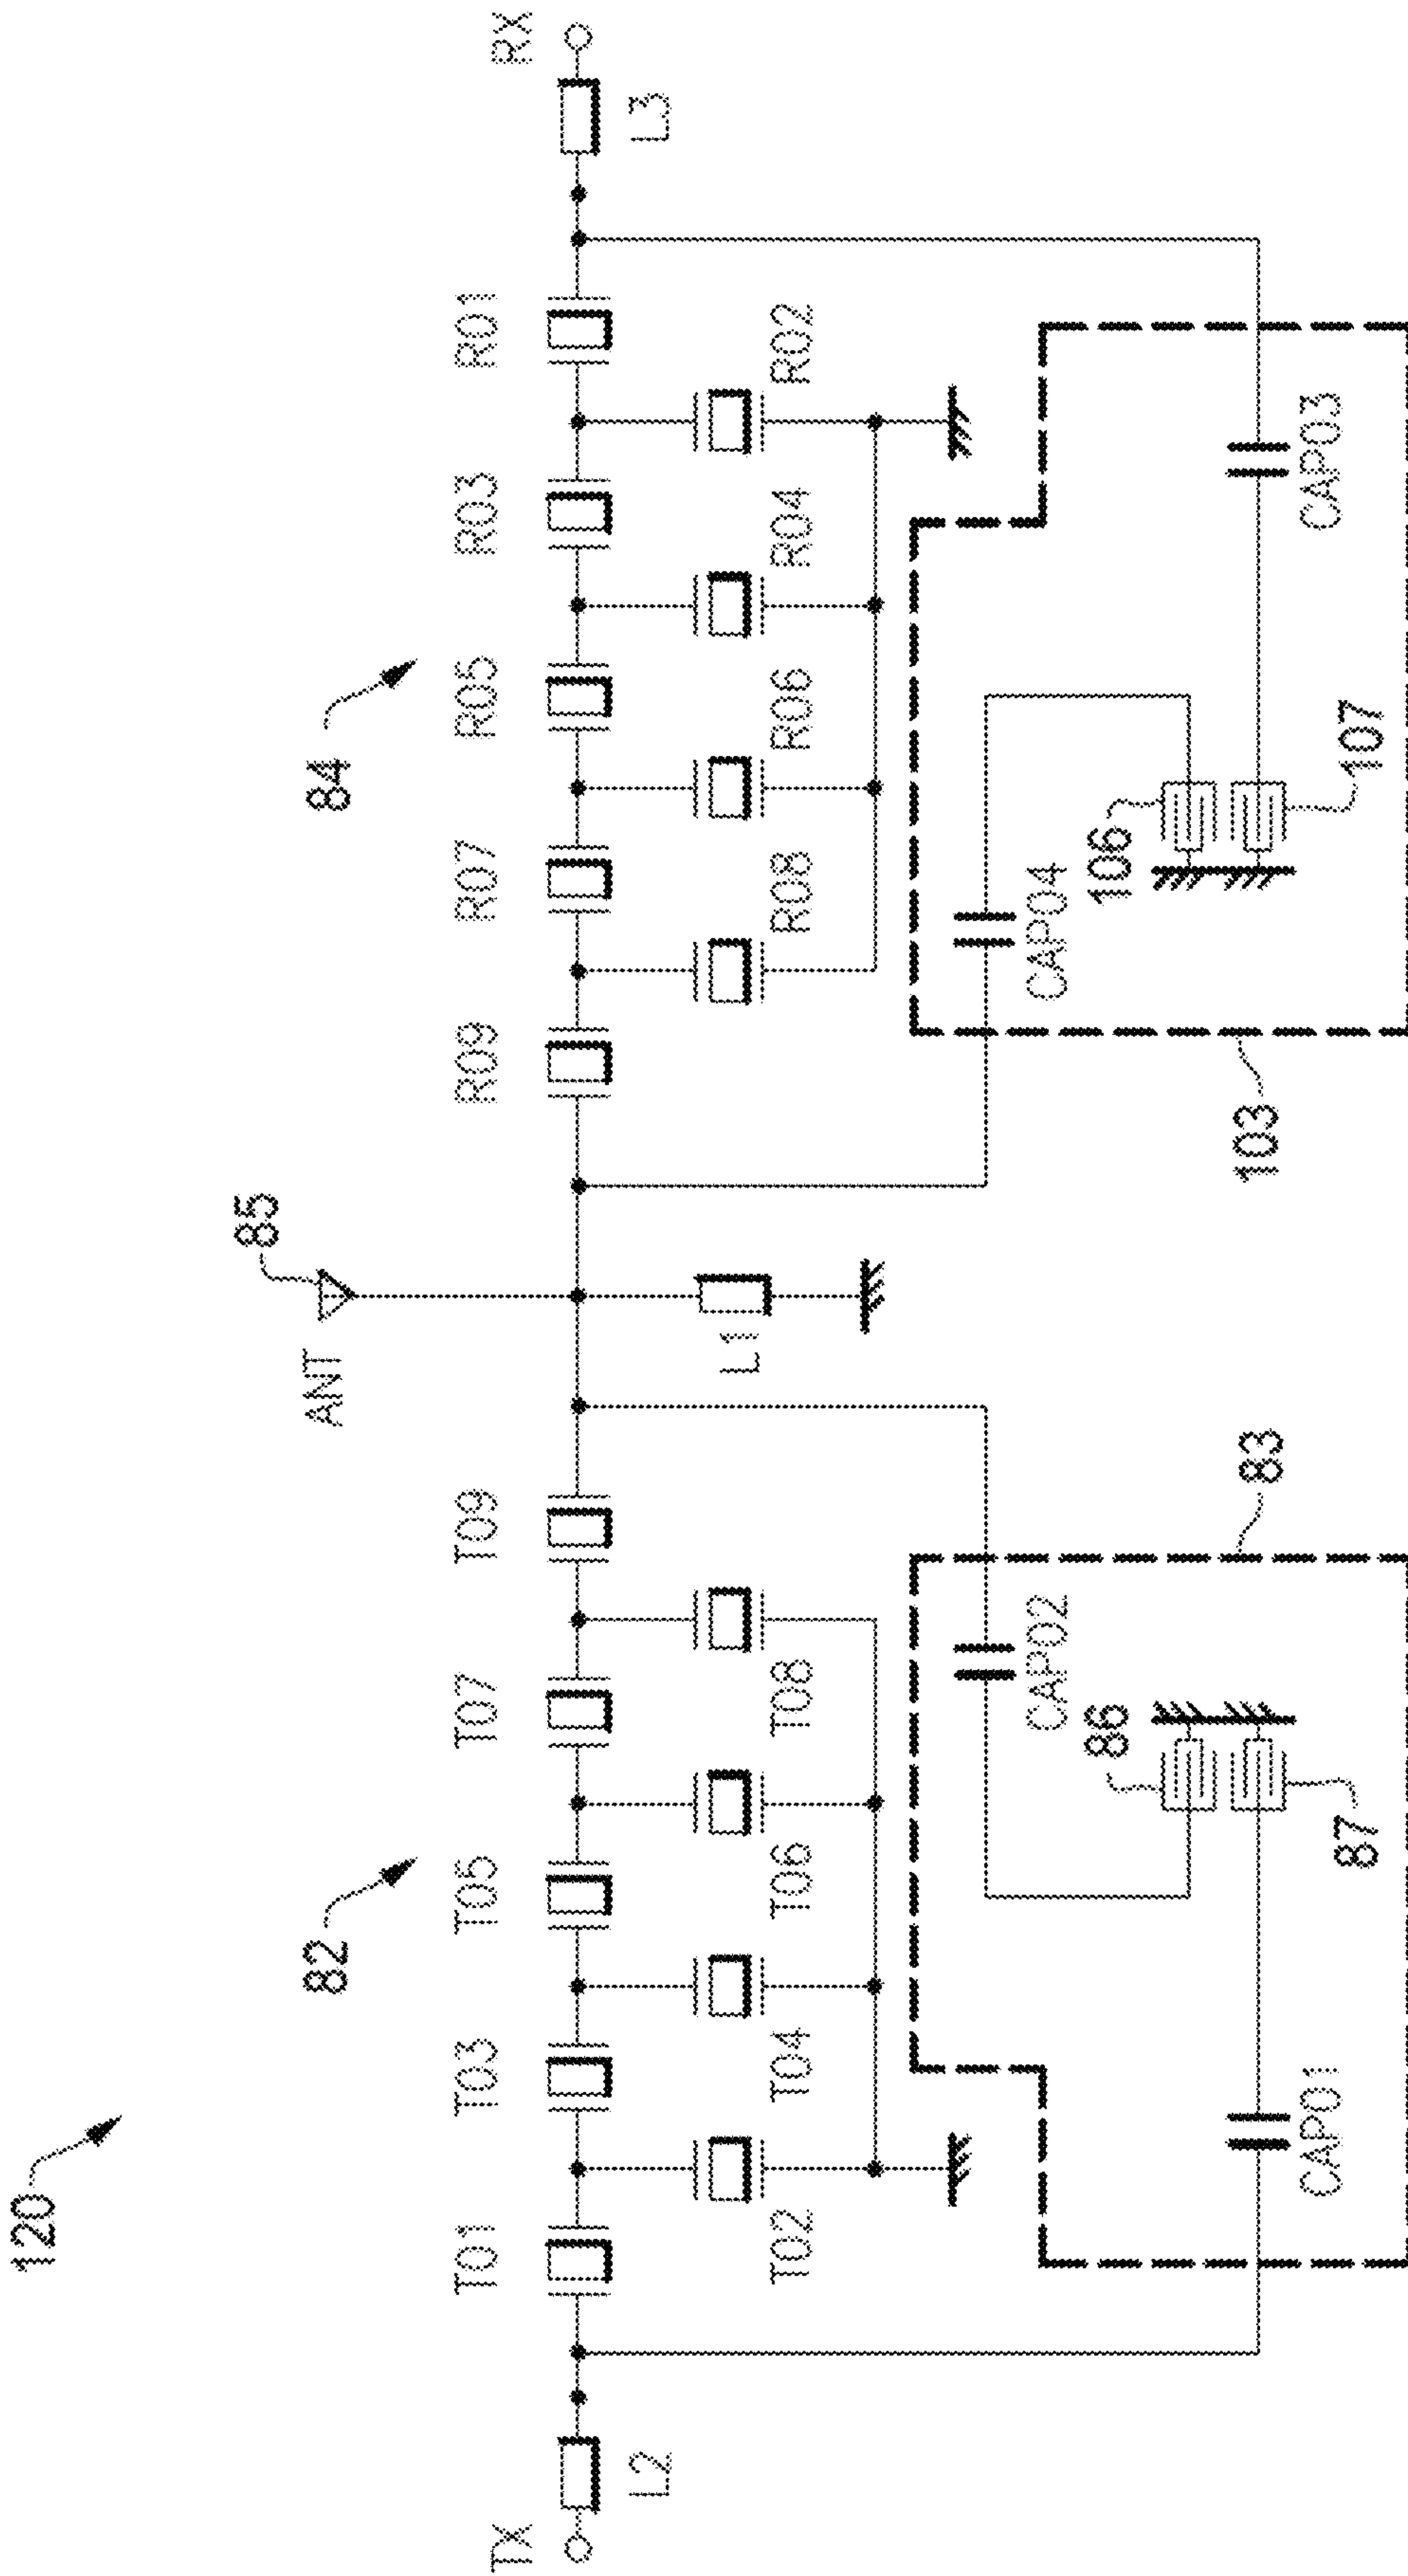 120
82
84
ANT
85
TX
L2
T01
T03
T05
T07
T09
R09
R07
R05
R03
R01
L3
RX
T02
T04
T06
T08
L1
R08
R06
R04
R02
CAP01
CAP02
86
87
83
103
CAP04
106
107
CAP03